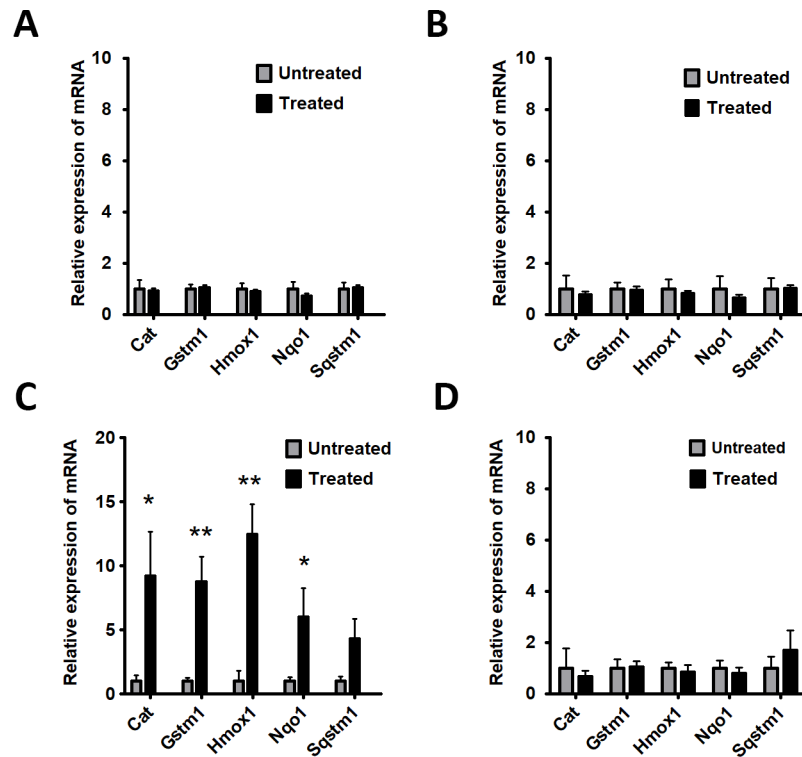 A
Relative expression of mRNA
10
8
6
4
2
0
Untreated
Treated
Cat
Gstm1
Hmox1
Nqo1
Sqstm1
B
Relative expression of mRNA
10
8
6
4
2
0
Untreated
Treated
Cat
Gstm1
Hmox1
Nqo1
Sqstm1
C
Relative expression of mRNA
20
15
10
5
0
Untreated
Treated
*
**
**
*
Cat
Gstm1
Hmox1
Nqo1
Sqstm1
D
Relative expression of mRNA
10
8
6
4
2
0
Untreated
Treated
Cat
Gstm1
Hmox1
Nqo1
Sqstm1